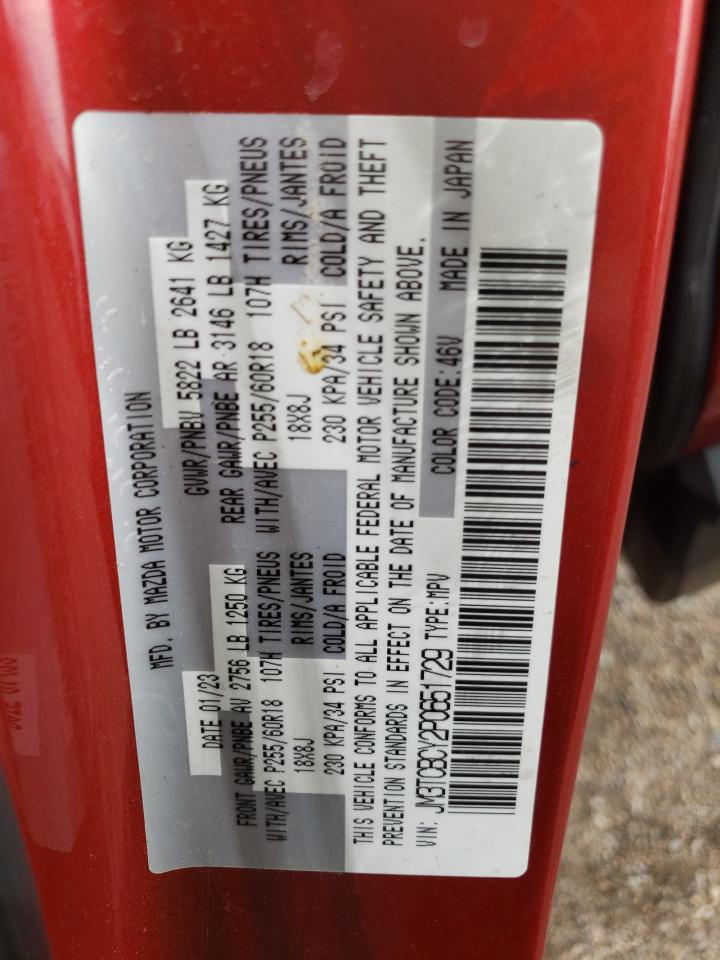 MFD. BY MAZDA MOTOR CORPORATION
DATE 01/23 GVWR/PNBV 5822 LB 2641 KG
FRONT GAWR/PNBE AV 2756 LB 1250 KG REAR GAWR/PNBE AR 3146 LB 1427 KG
WITH/AVEC P255/60R18 107H TIRES/PNEUS WITH/AVEC P255/60R18 107H TIRES/PNEUS
18X8J RIMS/JANTES 18X8J RIMS/JANTES
230 KPA/34 PSI COLD/A FROID 230 KPA/34 PSI COLD/A FROID
THIS VEHICLE CONFORMS TO ALL APPLICABLE FEDERAL MOTOR VEHICLE SAFETY AND THEFT
PREVENTION STANDARDS IN EFFECT ON THE DATE OF MANUFACTURE SHOWN ABOVE.
VIN: JM3TCBCY2P0651729 TYPE:MPV COLOR CODE:46V MADE IN JAPAN